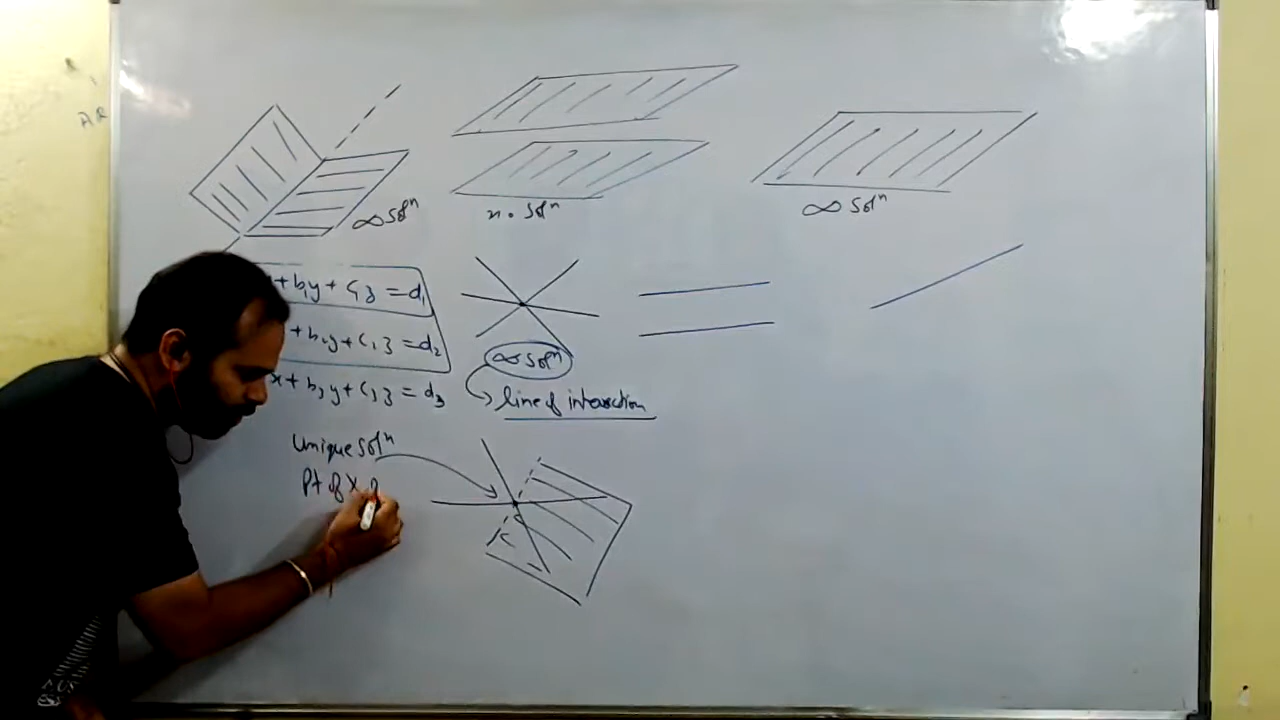 AR
∞ solⁿ
n. solⁿ
∞ solⁿ
+ b₁y + c₁z = d₁
+ b₂y + c₂z = d₂
x + b₃y + c₃z = d₃
∞ solⁿ
line of intersection
Unique solⁿ
Pt of X